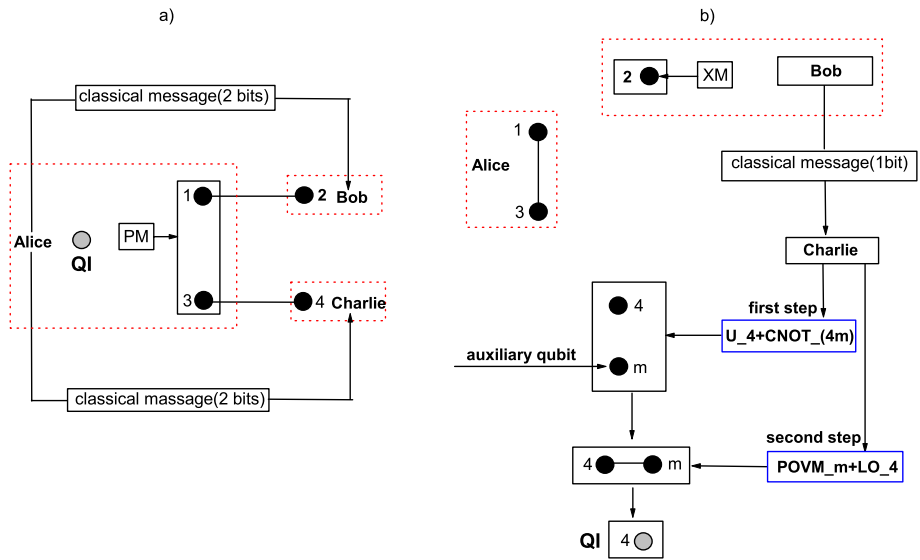 a)
classical message(2 bits)
1
2 Bob
Alice
PM
QI
3
4 Charlie
classical massage(2 bits)
b)
2
XM
Bob
1
Alice
3
classical message(1bit)
Charlie
first step
4
U_4+CNOT_(4m)
auxiliary qubit
m
second step
4
m
POVM_m+LO_4
QI
4